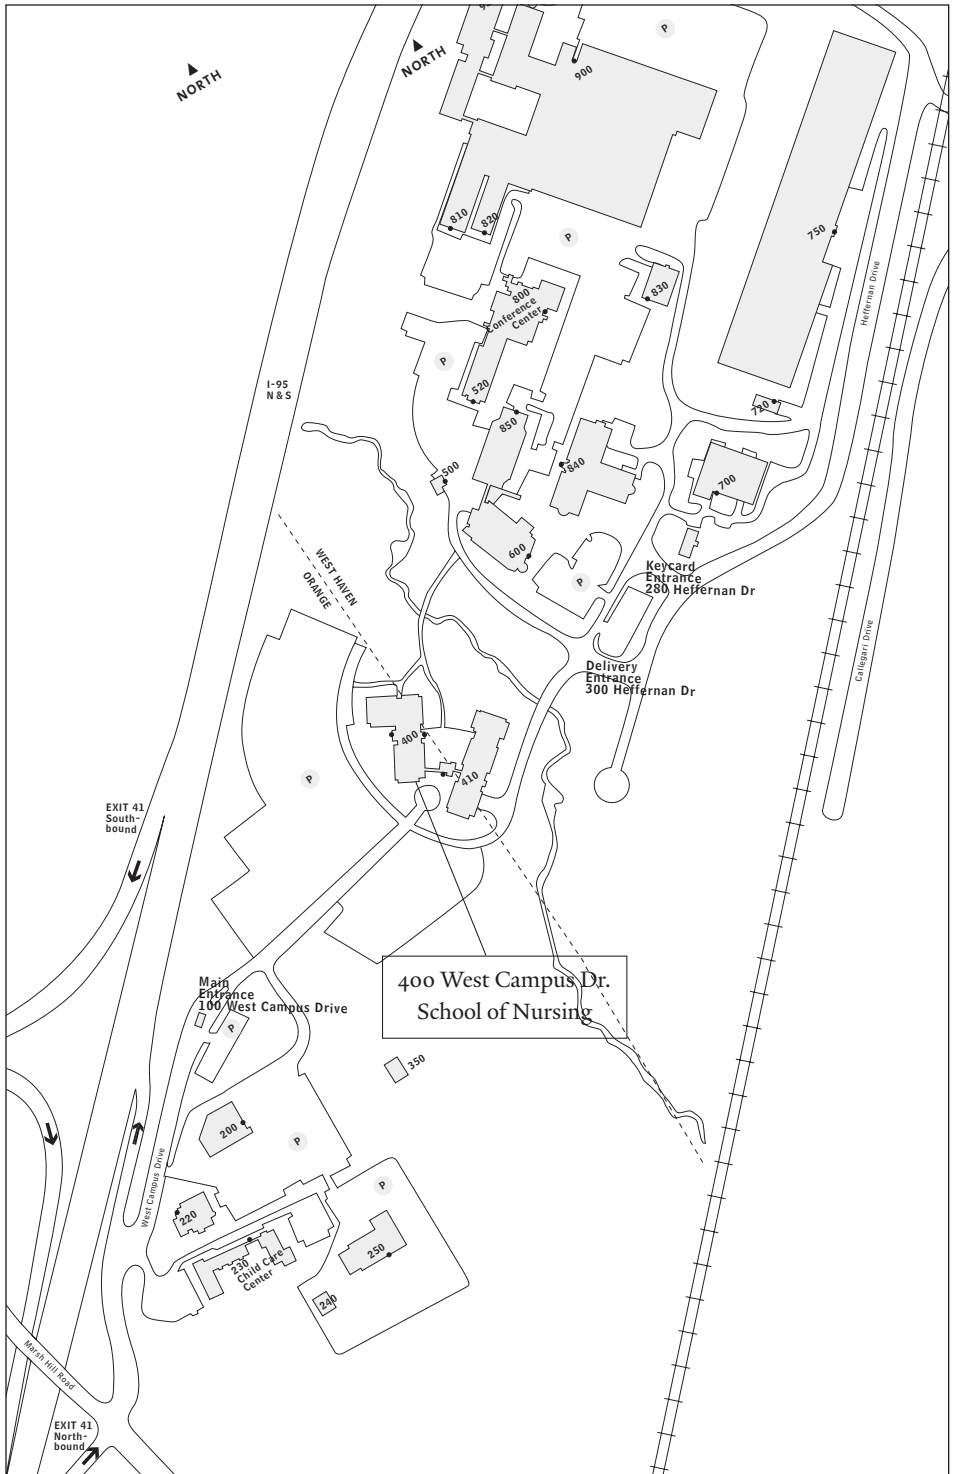 P
NORTH
NORTH
900
810
820
P
750
830
800
Conference
Center
Heffernan Drive
P
I-95
N & S
520
720
850
840
500
700
600
WEST HAVEN
ORANGE
P
Keycard
Entrance
280 Heffernan Dr
Callegari Drive
Delivery
Entrance
300 Heffernan Dr
400
410
P
EXIT 41
South-
bound
400 West Campus Dr.
School of Nursing
Main
Entrance
100 West Campus Drive
P
350
200
P
West Campus Drive
P
220
250
230
Child Care
Center
240
Marsh Hill Road
EXIT 41
North-
bound